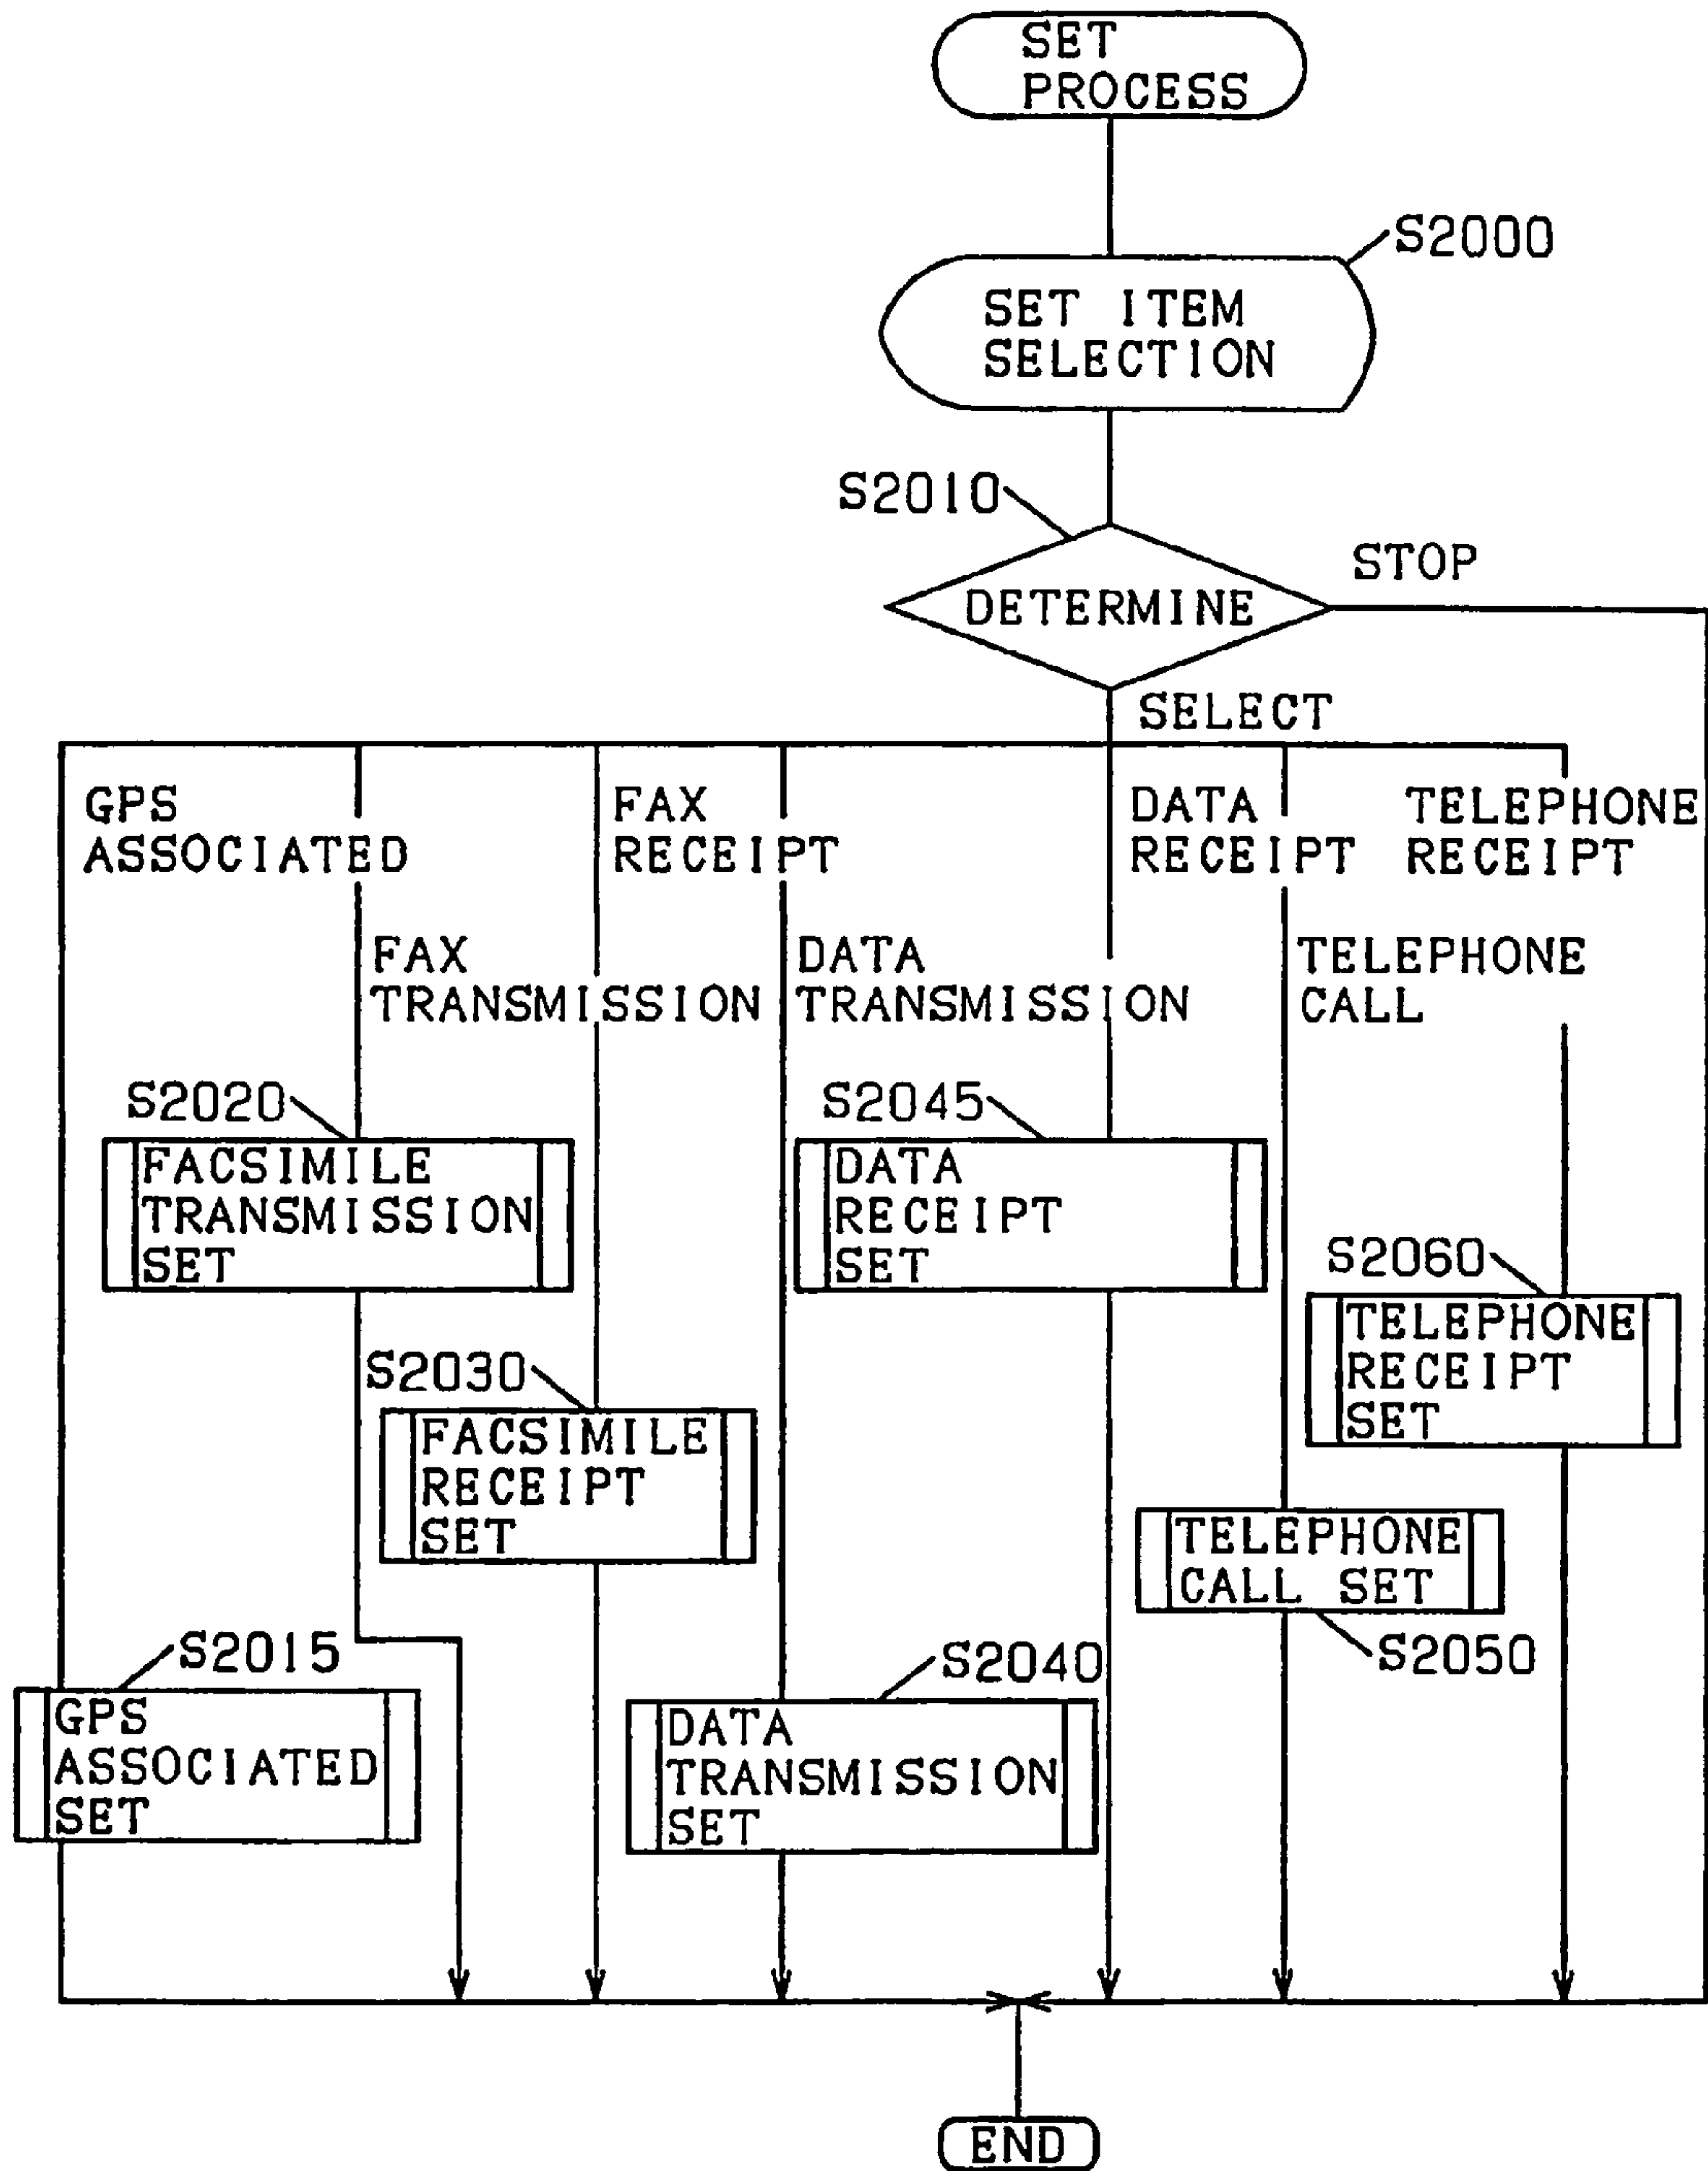 SET
PROCESS
S2000
SET ITEM
SELECTION
S2010
STOP
DETERMINE
SELECT
GPS
ASSOCIATED
FAX
RECEIPT
DATA
RECEIPT
TELEPHONE
RECEIPT
FAX
TRANSMISSION
DATA
TRANSMISSION
TELEPHONE
CALL
S2020
FACSIMILE
TRANSMISSION
SET
S2045
DATA
RECEIPT
SET
S2060
TELEPHONE
RECEIPT
SET
S2030
FACSIMILE
RECEIPT
SET
TELEPHONE
CALL SET
S2050
S2015
GPS
ASSOCIATED
SET
S2040
DATA
TRANSMISSION
SET
END